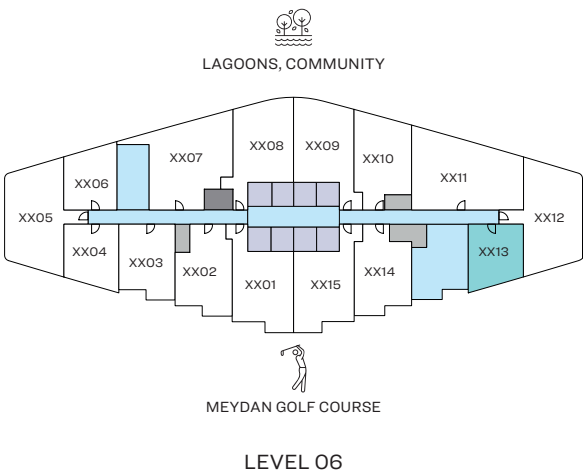 LAGOONS, COMMUNITY
XX08
XX09
XX07
XX10
XX06
XX11
XX05
XX12
XX04
XX03
XX02
XX01
XX15
XX14
XX13
MEYDAN GOLF COURSE
LEVEL 06